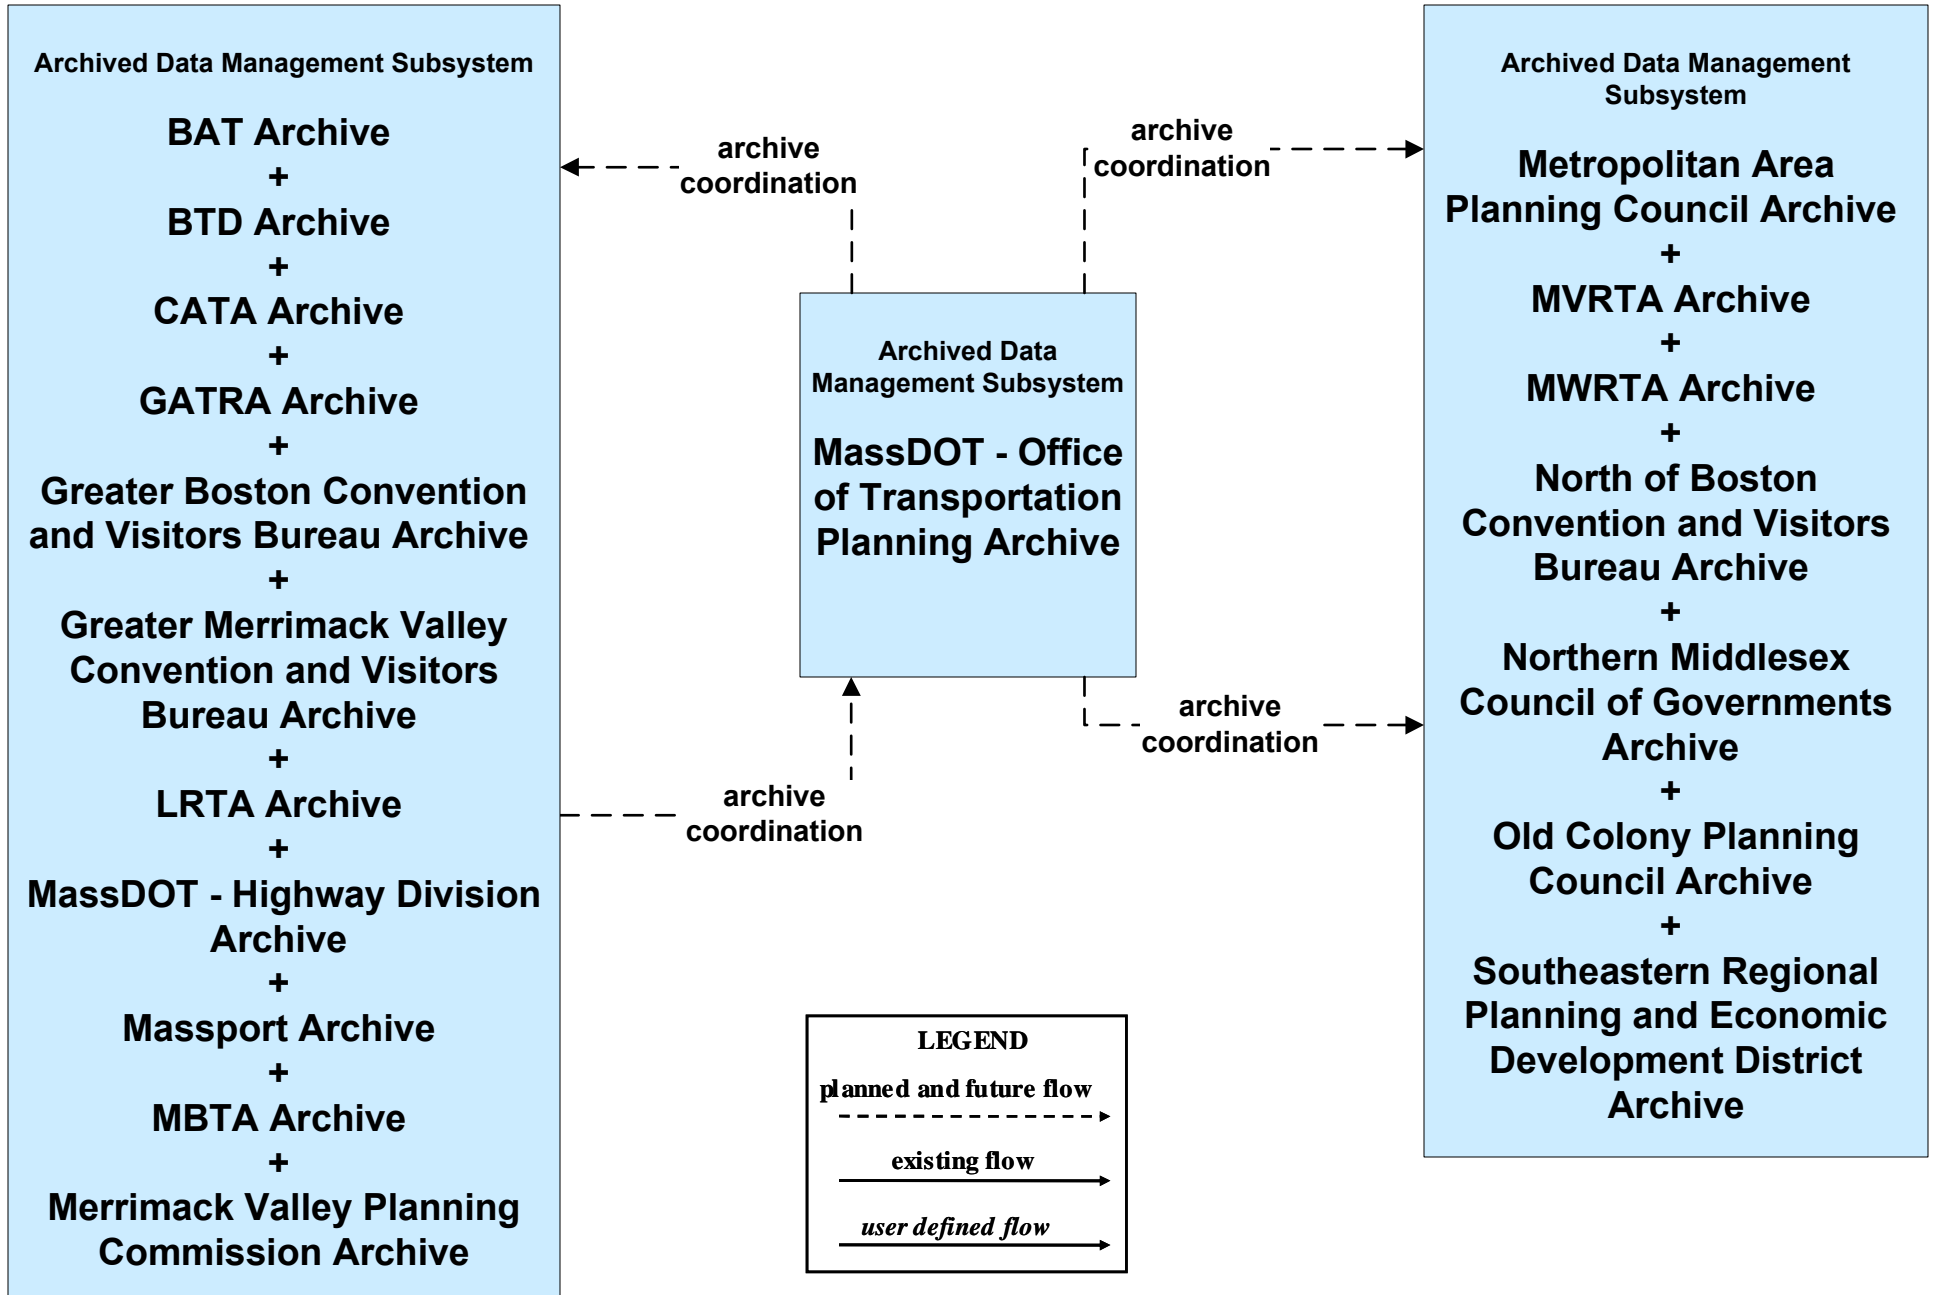 Archived Data Management Subsystem
BAT Archive
+
BTD Archive
+
CATA Archive
+
GATRA Archive
+
Greater Boston Convention
and Visitors Bureau Archive
+
Greater Merrimack Valley
Convention and Visitors
Bureau Archive
+
LRTA Archive
+
MassDOT - Highway Division
Archive
+
Massport Archive
+
MBTA Archive
+
Merrimack Valley Planning
Commission Archive
archive
coordination
archive
coordination
Archived Data
Management Subsystem
MassDOT - Office
of Transportation
Planning Archive
archive
coordination
archive
coordination
LEGEND
planned and future flow
existing flow
user defined flow
Archived Data Management
Subsystem
Metropolitan Area
Planning Council Archive
+
MVRTA Archive
+
MWRTA Archive
+
North of Boston
Convention and Visitors
Bureau Archive
+
Northern Middlesex
Council of Governments
Archive
+
Old Colony Planning
Council Archive
+
Southeastern Regional
Planning and Economic
Development District
Archive